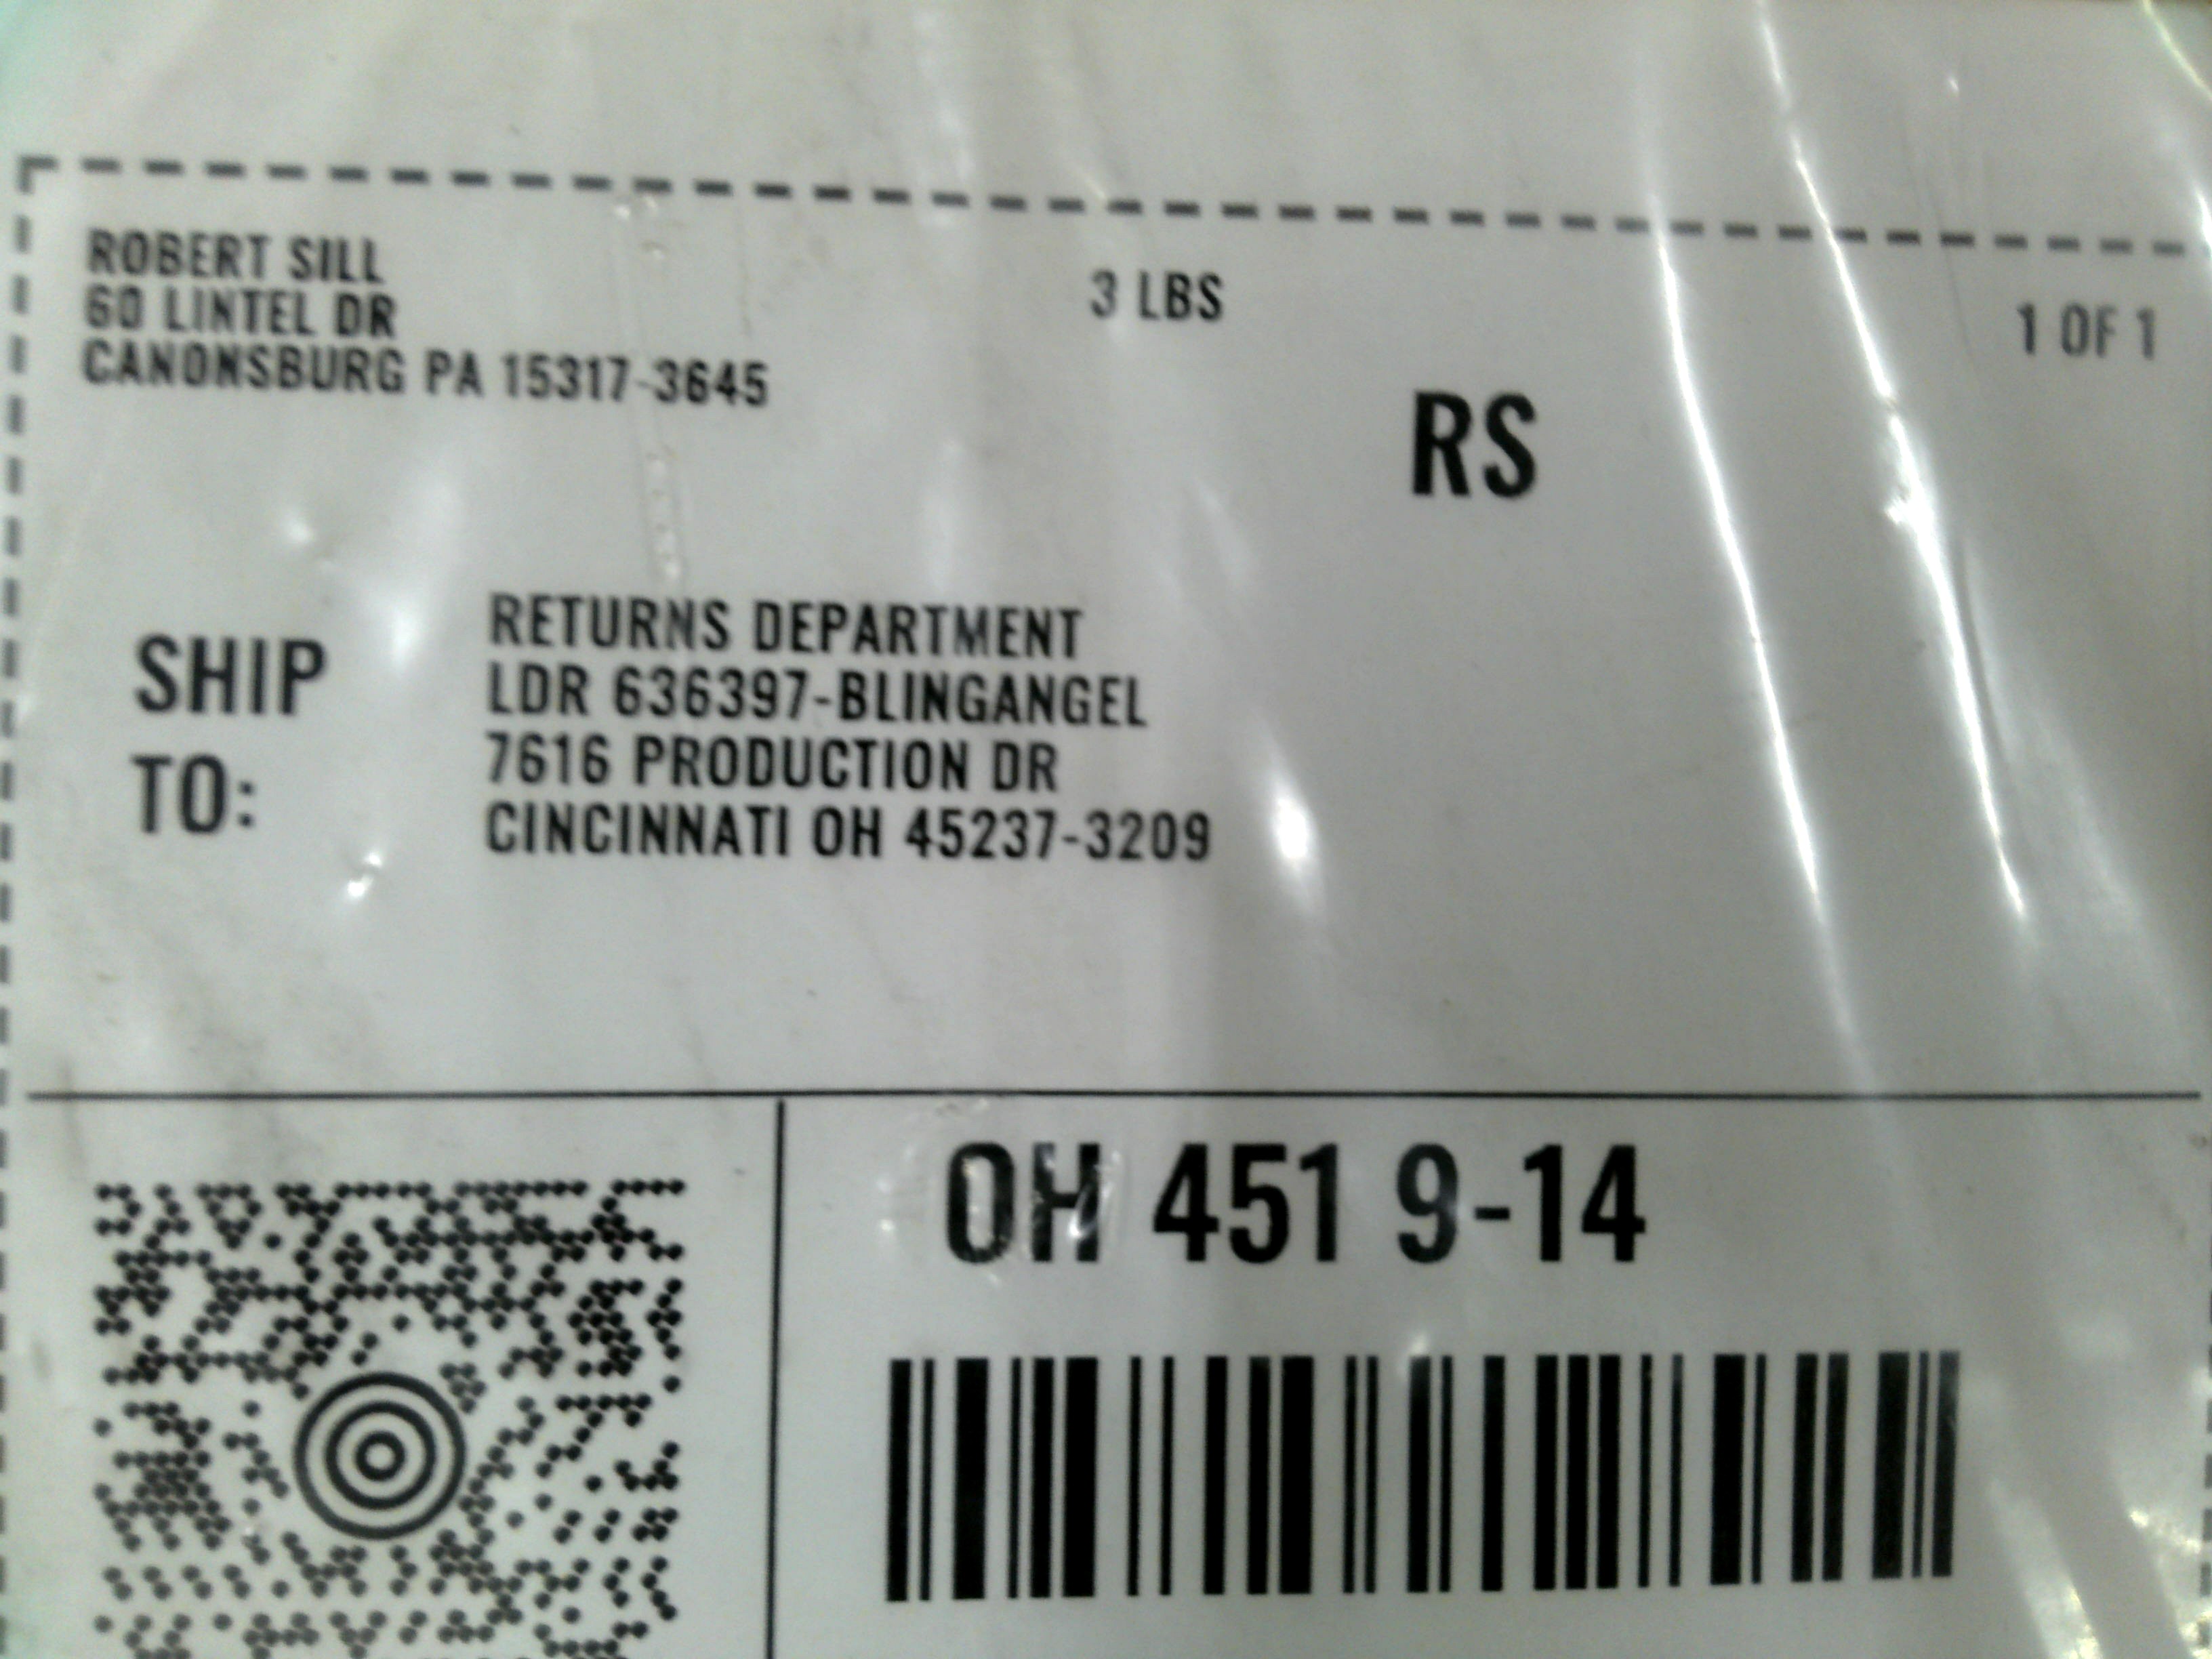 ROBERT SILL
60 LINTEL DR
CANONSBURG PA 15317-3645
3 LBS
1 OF 1
RS
SHIP TO:
RETURNS DEPARTMENT
LDR 636397-BLINGANGEL
7616 PRODUCTION DR
CINCINNATI OH 45237-3209
OH 451 9-14